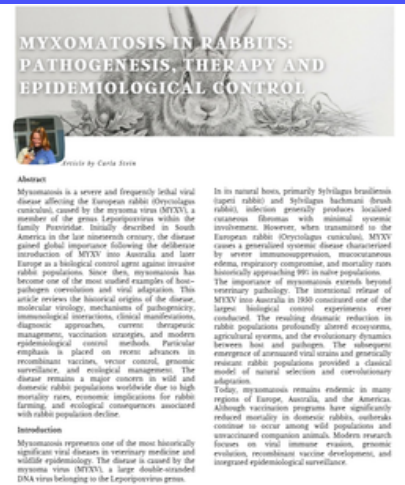 MYXOMATOSIS IN RABBITS:
PATHOGENESIS, THERAPY AND
EPIDEMIOLOGICAL CONTROL
Article by Carla
Abstract
Myxomatosis is a severe and frequently lethal viral
disease affecting the European rabbit (Oryctolagus
cuniculus), caused by the myxoma virus (MYXV), a
member of the genus Leporipoxvirus within the
family Poxviridae. Initially described in South
America in the late nineteenth century, the disease
gained global importance following the deliberate
introduction of MYXV into Australia and later
Europe as a biological control agent against invasive
rabbit populations. Since then, myxomatosis has
become one of the most studied examples of host–
pathogen coevolution and viral adaptation. This
article reviews the historical origins of the disease,
molecular virology, mechanisms of pathogenicity,
immunological interactions, clinical manifestations,
diagnostic approaches, current therapeutic
management, vaccination strategies, and modern
epidemiological control methods. Particular
emphasis is placed on recent advances in
recombinant vaccines, vector control, genomic
surveillance, and ecological management. The
disease remains a major concern in wild and
domestic rabbit populations worldwide due to high
mortality rates, economic implications for rabbit
farming, and ecological consequences associated
with rabbit population decline.
Introduction
Myxomatosis represents one of the most historically
significant viral diseases in veterinary medicine and
wildlife epidemiology. The disease is caused by the
myxoma virus (MYXV), a large double-stranded
DNA virus belonging to the Leporipoxvirus genus.
In its natural hosts, primarily Sylvilagus brasiliensis
(tapeti rabbit) and Sylvilagus bachmani (brush
rabbit), infection generally produces localized
cutaneous fibromas with minimal systemic
involvement. However, when transmitted to the
European rabbit (Oryctolagus cuniculus), MYXV
causes a generalized systemic disease characterized
by severe immunosuppression, mucocutaneous
edema, respiratory compromise, and mortality rates
historically approaching 99% in naive populations.
The importance of myxomatosis extends beyond
veterinary pathology. The intentional release of
MYXV into Australia in 1950 constituted one of the
largest biological control experiments ever
conducted. The resulting dramatic reduction in
rabbit populations profoundly altered ecosystems,
agricultural systems, and the evolutionary dynamics
between host and pathogen. The subsequent
emergence of attenuated viral strains and genetically
resistant rabbit populations provided a classical
model of natural selection and coevolutionary
adaptation.
Today, myxomatosis remains endemic in many
regions of Europe, Australia, and the Americas.
Although vaccination programs have significantly
reduced mortality in domestic rabbits, outbreaks
continue to occur among wild populations and
unvaccinated companion animals. Modern research
focuses on viral immune evasion, genomic
evolution, recombinant vaccine development, and
integrated epidemiological surveillance.